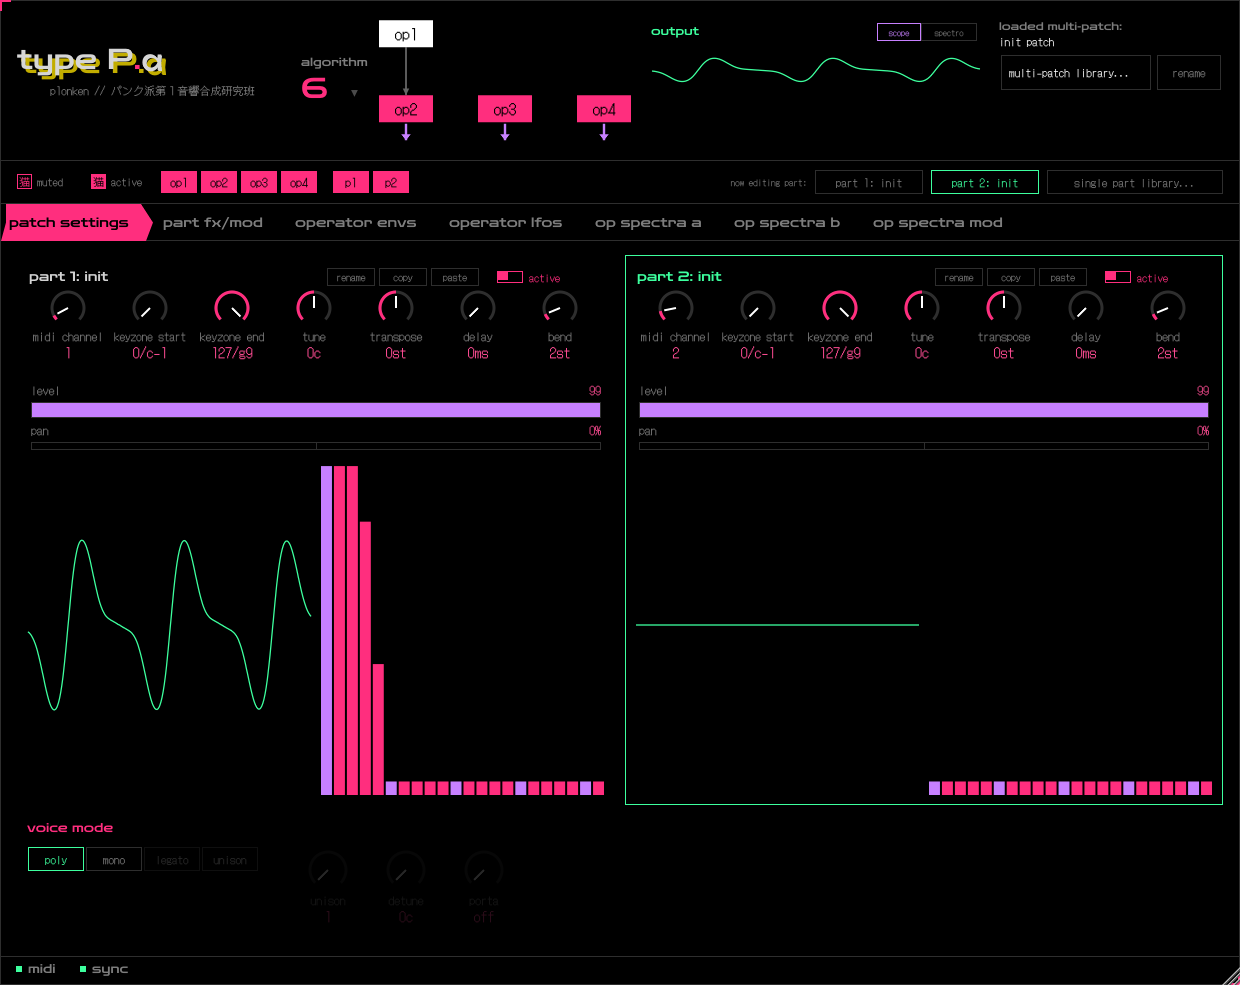 type P.a
plonken // パンク派第1音響合成研究班
algorithm
6
op1
op2
op3
op4
output
scope
spectro
loaded multi-patch:
init patch
multi-patch library...
rename
猫 muted
猫 active
op1
op2
op3
op4
p1
p2
now editing part:
part 1: init
part 2: init
single part library...
patch settings
part fx/mod
operator envs
operator lfos
op spectra a
op spectra b
op spectra mod
part 1: init
rename
copy
paste
active
midi channel
keyzone start
keyzone end
tune
transpose
delay
bend
1
0/c-1
127/g9
0c
0st
0ms
2st
level
99
pan
0%
part 2: init
rename
copy
paste
active
midi channel
keyzone start
keyzone end
tune
transpose
delay
bend
2
0/c-1
127/g9
0c
0st
0ms
2st
level
99
pan
0%
voice mode
poly
mono
legato
unison
unison
detune
porta
1
0c
off
midi
sync